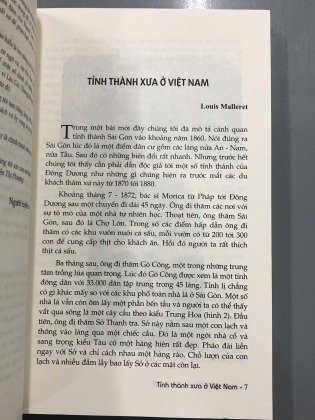 TỈNH THÀNH XƯA Ở VIỆT NAM
Louis Malleret
Trong một bài mới đây chúng tôi đã mô tả cảnh quan
tỉnh thành Sài Gòn vào khoảng năm 1860. Nói đúng ra
Sài Gòn lúc đó là một điểm dân cư gồm các làng nửa An - Nam,
nửa Tàu. Sau đó có những biến đổi rất nhanh. Nhưng trước hết
chúng tôi cần phải dẫn độc giả tới một số tỉnh thành của
Đông Dương như những gì chúng hiện ra trước mắt các du
khách thăm xứ này từ 1870 tới 1880.
Khoảng tháng 7 - 1872, bác sĩ Morice từ Pháp tới Đông
Dương sau một chuyến đi dài 45 ngày. Ông đi thăm các nơi với
sự tò mò của một nhà tự nhiên học. Thoạt tiên, ông thăm Sài
Gòn, sau đó là Chợ Lớn. Trong số các điểm hấp dẫn ông đi
thăm có các khu vườn nuôi cá sấu, mỗi vườn có từ 200 tới 300
con để cung cấp thịt cho khách ăn. Hồi đó người ta rất thích
thịt cá sấu.
Ba tháng sau, ông đi thăm Gò Công, một trong những trung
tâm trồng lúa quan trọng. Lúc đó Gò Công được xem là một tỉnh
đông dân với 33.000 dân tập trung trong 45 làng. Tỉnh lị chẳng
có gì khác mấy so với các khu phố toàn nhà lá ở Sài Gòn. Một số
nhà lá vẫn còn ôm lấy một phần bến tầu và người ta có thể thấy
vắt qua sông là một cây cầu theo kiểu Trung Hoa (hình 2). Đầu
tiên, ông đi thăm Sở Thanh tra. Sở này nằm sau một con lạch và
thông vào làng qua một chiếc cầu. Đó là một ngôi nhà cổ và
sang trọng kiểu Tàu có một hàng hiên rất đẹp. Pháo đài liền
ngay với Sở và chỉ cách nhau một hàng rào. Chỗ lượn của con
lạch và nhiều đầm lầy bao lấy Sở ở các mặt còn lại.
Tỉnh thành xưa ở Việt Nam - 7